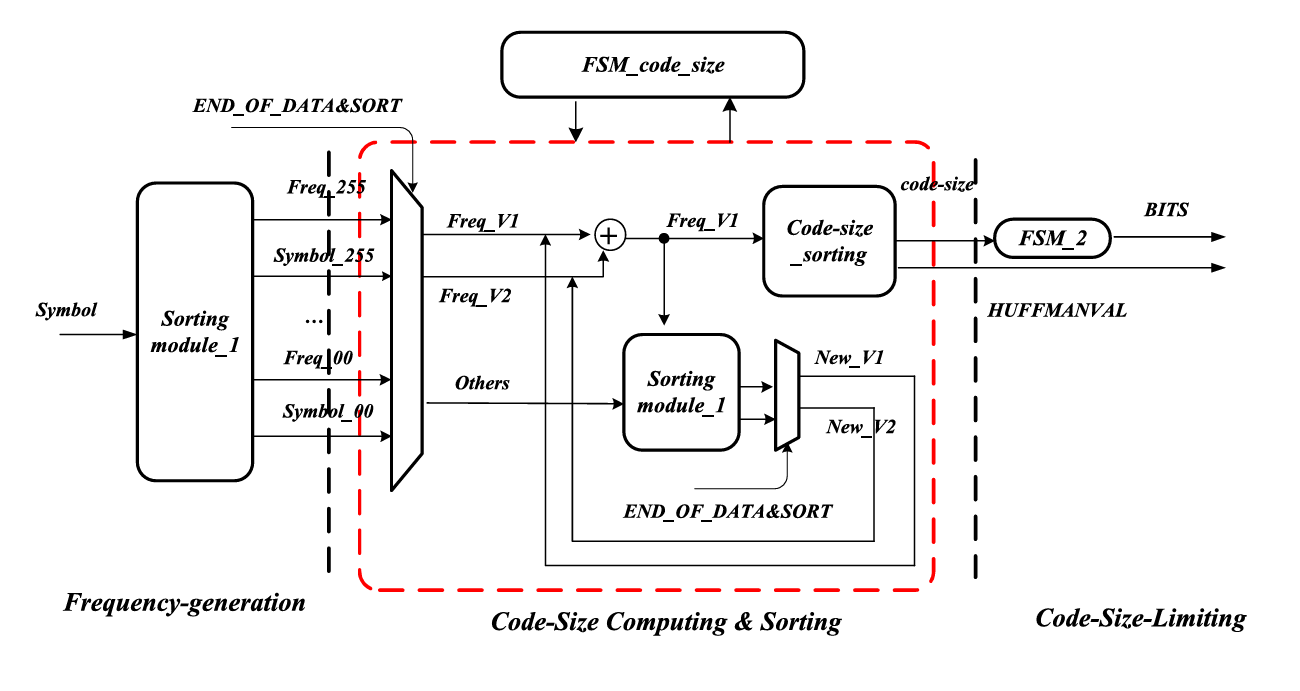 FSM_code_size
END_OF_DATA&SORT
Freq_255
code-size
Freq_V1
Freq_V1
Code-size
_sorting
BITS
FSM_2
Symbol_255
Freq_V2
Symbol
Sorting
module_1
...
HUFFMANVAL
Freq_00
Others
Sorting
module_1
New_V1
Symbol_00
New_V2
END_OF_DATA&SORT
Frequency-generation
Code-Size Computing & Sorting
Code-Size-Limiting